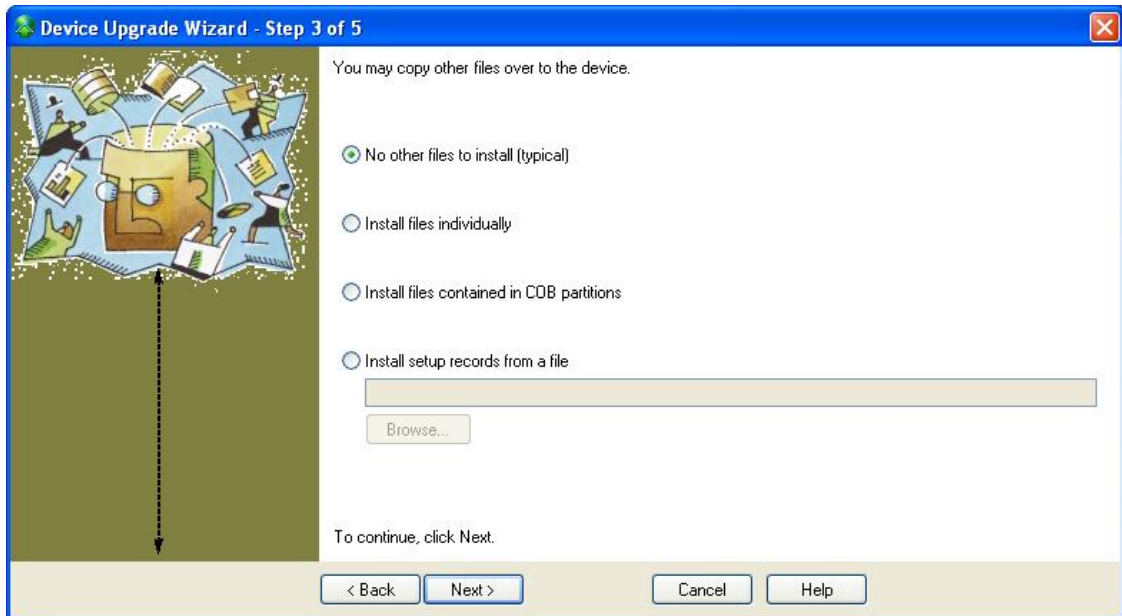 Device Upgrade Wizard - Step 3 of 5
You may copy other files over to the device.
No other files to install (typical)
Install files individually
Install files contained in COB partitions
Install setup records from a file
Browse...
To continue, click Next.
< Back
Next >
Cancel
Help